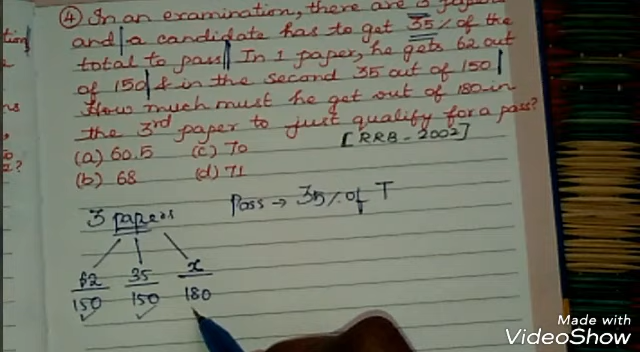 ④ In an examination, there are 3 papers
and a candidate has to get 35% of the
total to pass. In 1 paper, he gets 62 out
of 150 & in the second 35 out of 150.
How much must he get out of 180 in
the 3rd paper to just qualify for a pass?
[RRB-2002]
(a) 60.5 (c) 70
(b) 68 (d) 71
3 papers
Pass → 35% of T
62/150 35/150 x/180
Made with
VideoShow